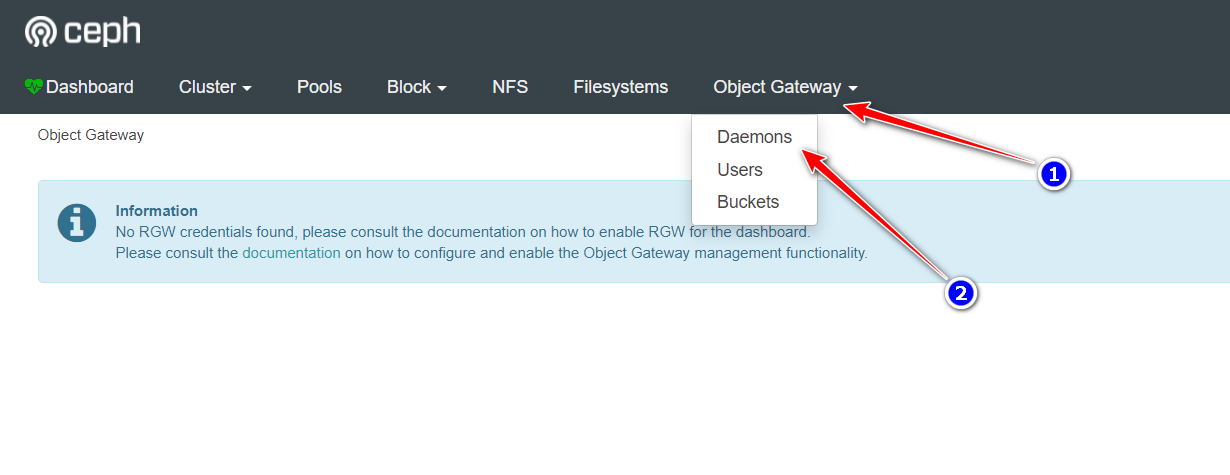 ceph
Dashboard Cluster Pools Block NFS Filesystems Object Gateway
Object Gateway
Daemons
Users
Buckets
1
2
Information
No RGW credentials found, please consult the documentation on how to enable RGW for the dashboard.
Please consult the documentation on how to configure and enable the Object Gateway management functionality.